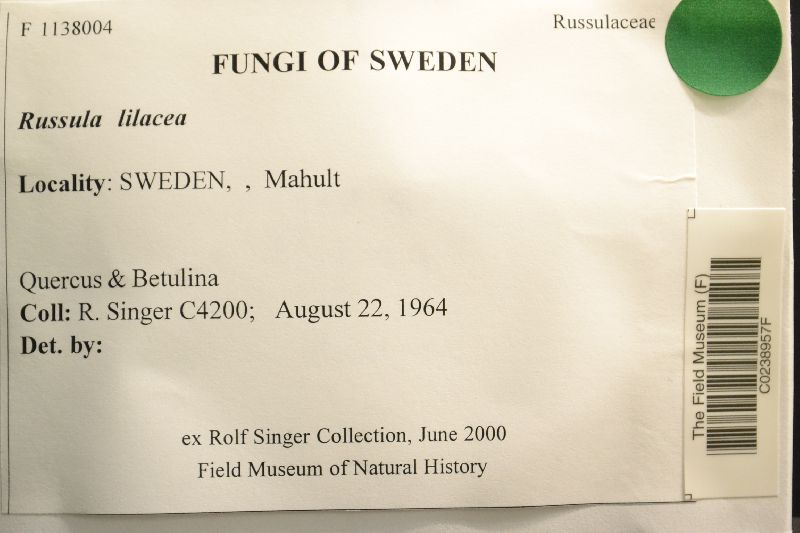 F 1138004
Russulaceae
FUNGI OF SWEDEN
Russula lilacea
Locality: SWEDEN, , Mahult
Quercus & Betulina
Coll: R. Singer C4200; August 22, 1964
Det. by:
ex Rolf Singer Collection, June 2000
Field Museum of Natural History
The Field Museum (F)
C0238957F